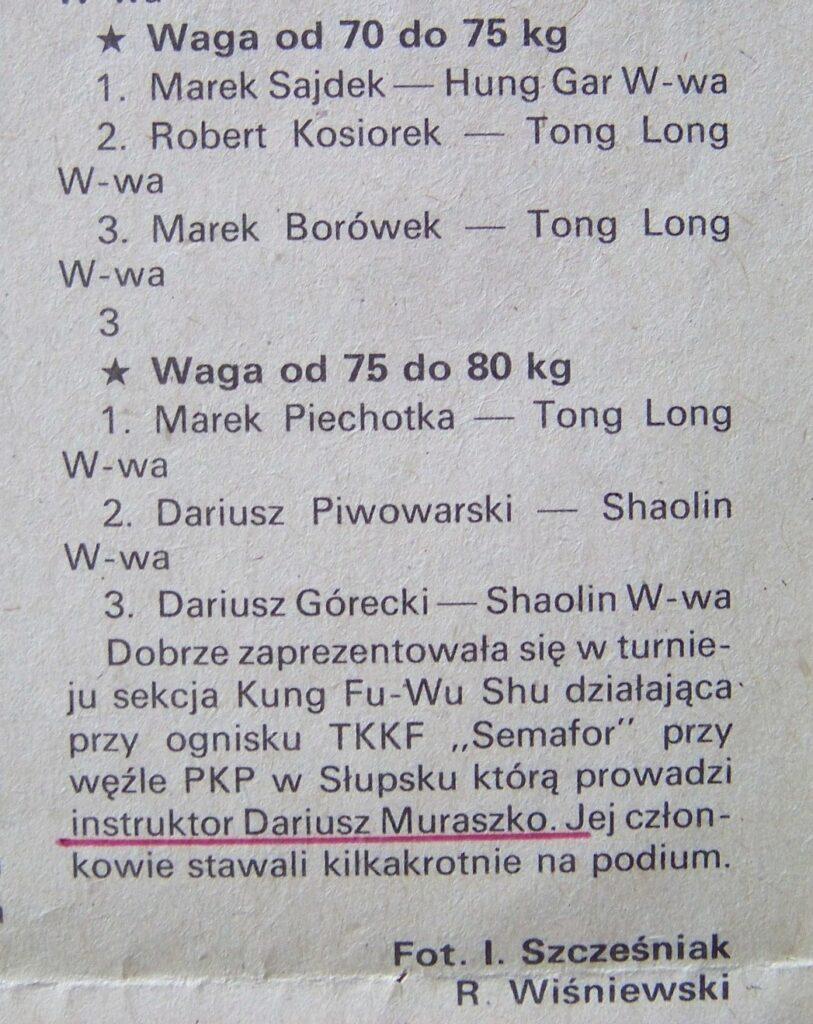 ★ Waga od 70 do 75 kg
1. Marek Sajdek — Hung Gar W-wa
2. Robert Kosiorek — Tong Long
W-wa
3. Marek Borówek — Tong Long
W-wa
3
★ Waga od 75 do 80 kg
1. Marek Piechotka — Tong Long
W-wa
2. Dariusz Piwowarski — Shaolin
W-wa
3. Dariusz Górecki — Shaolin W-wa
Dobrze zaprezentowała się w turnie-
ju sekcja Kung Fu-Wu Shu działająca
przy ognisku TKKF „Semafor" przy
węźle PKP w Słupsku którą prowadzi
instruktor Dariusz Muraszko. Jej człon-
kowie stawali kilkakrotnie na podium.
Fot. I. Szcześniak
R. Wiśniewski